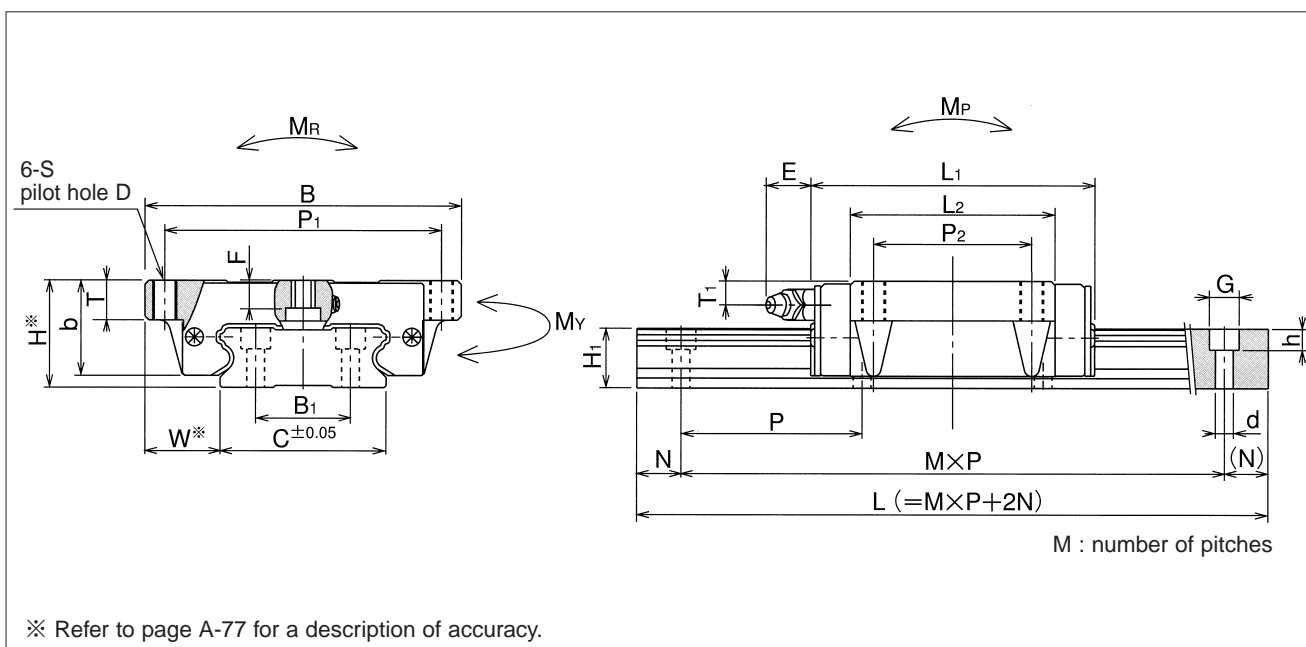 MR
MP
6-S
pilot hole D
B
P1
F
T
b
H※
MY
B1
W※
C±0.05
E
L1
L2
P2
T1
G
h
H1
P
d
N
M×P
(N)
L (=M×P+2N)
M : number of pitches
※ Refer to page A-77 for a description of accuracy.